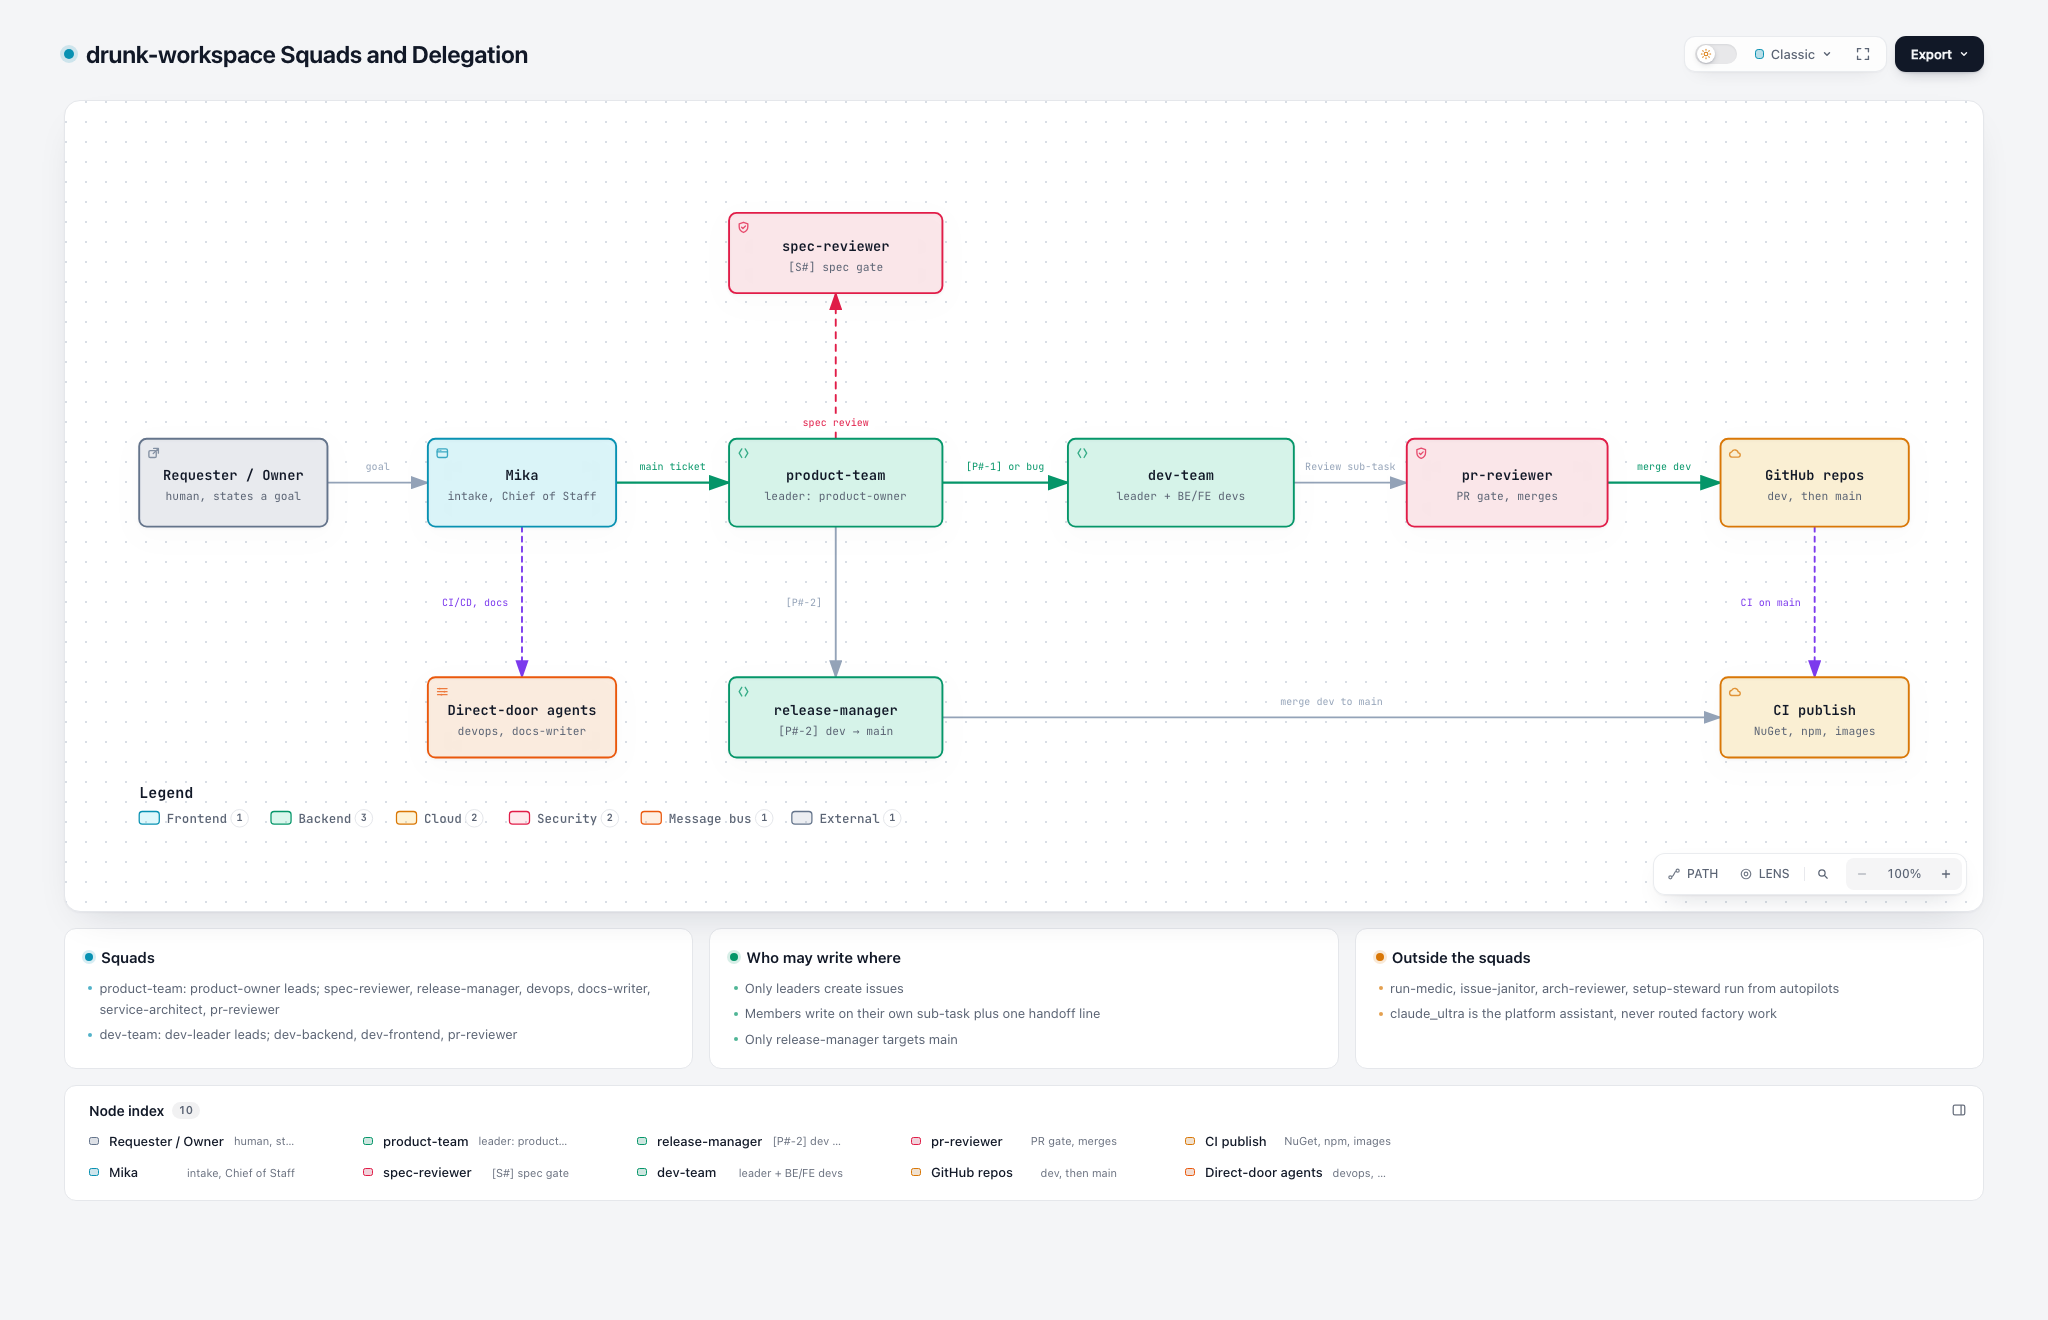 drunk-workspace Squads and Delegation
Classic
Export
spec-reviewer
[S#] spec gate
spec review
Requester / Owner
human, states a goal
goal
Mika
intake, Chief of Staff
main ticket
product-team
leader: product-owner
[P#-1] or bug
dev-team
leader + BE/FE devs
Review sub-task
pr-reviewer
PR gate, merges
merge dev
GitHub repos
dev, then main
CI/CD, docs
[P#-2]
CI on main
Direct-door agents
devops, docs-writer
release-manager
[P#-2] dev → main
merge dev to main
CI publish
NuGet, npm, images
Legend
Frontend 1 Backend 3 Cloud 2 Security 2 Message bus 1 External 1
PATH LENS 100%
Squads
product-team: product-owner leads; spec-reviewer, release-manager, devops, docs-writer,
service-architect, pr-reviewer
dev-team: dev-leader leads; dev-backend, dev-frontend, pr-reviewer
Who may write where
Only leaders create issues
Members write on their own sub-task plus one handoff line
Only release-manager targets main
Outside the squads
run-medic, issue-janitor, arch-reviewer, setup-steward run from autopilots
claude_ultra is the platform assistant, never routed factory work
Node index 10
Requester / Owner human, st...
product-team leader: product...
release-manager [P#-2] dev ...
pr-reviewer PR gate, merges
CI publish NuGet, npm, images
Mika intake, Chief of Staff
spec-reviewer [S#] spec gate
dev-team leader + BE/FE devs
GitHub repos dev, then main
Direct-door agents devops, ...